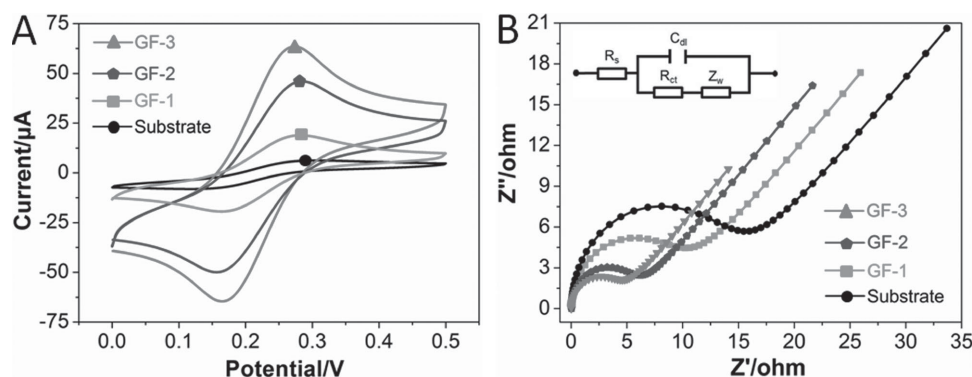 A
75
50
25
0
-25
-50
-75
Current/μA
GF-3
GF-2
GF-1
Substrate
0.0 0.1 0.2 0.3 0.4 0.5
Potential/V
B
21
18
15
12
9
6
3
0
Z''/ohm
Rs
Cdl
Rct
Zw
GF-3
GF-2
GF-1
Substrate
0 5 10 15 20 25 30 35
Z'/ohm